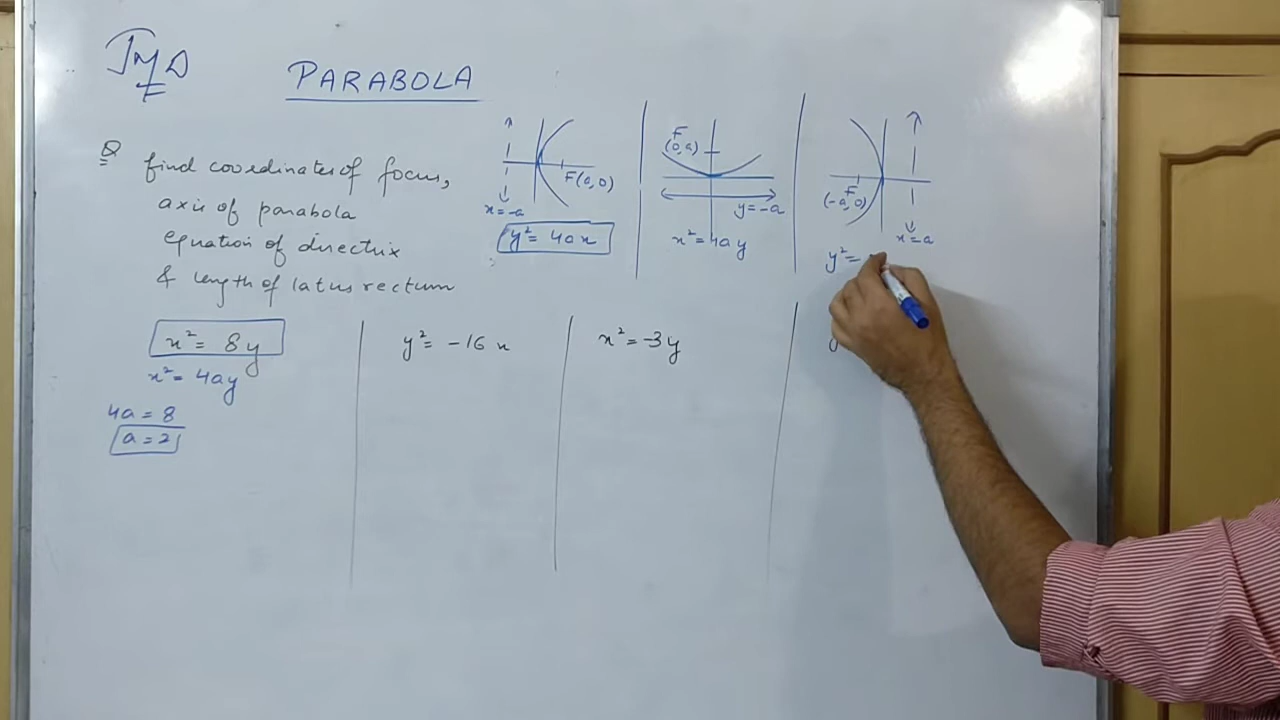 JMD
PARABOLA
Q find coordinates of focus,
axis of parabola
equation of directrix
& length of latus rectum
F(a,0)
x=-a
y² = 4ax
F
(0,a)
y=-a
x² = 4ay
F
(-a,0)
x=a
y² =
x² = 8y
x² = 4ay
4a = 8
a = 2
y² = -16x
x² = -3y
y